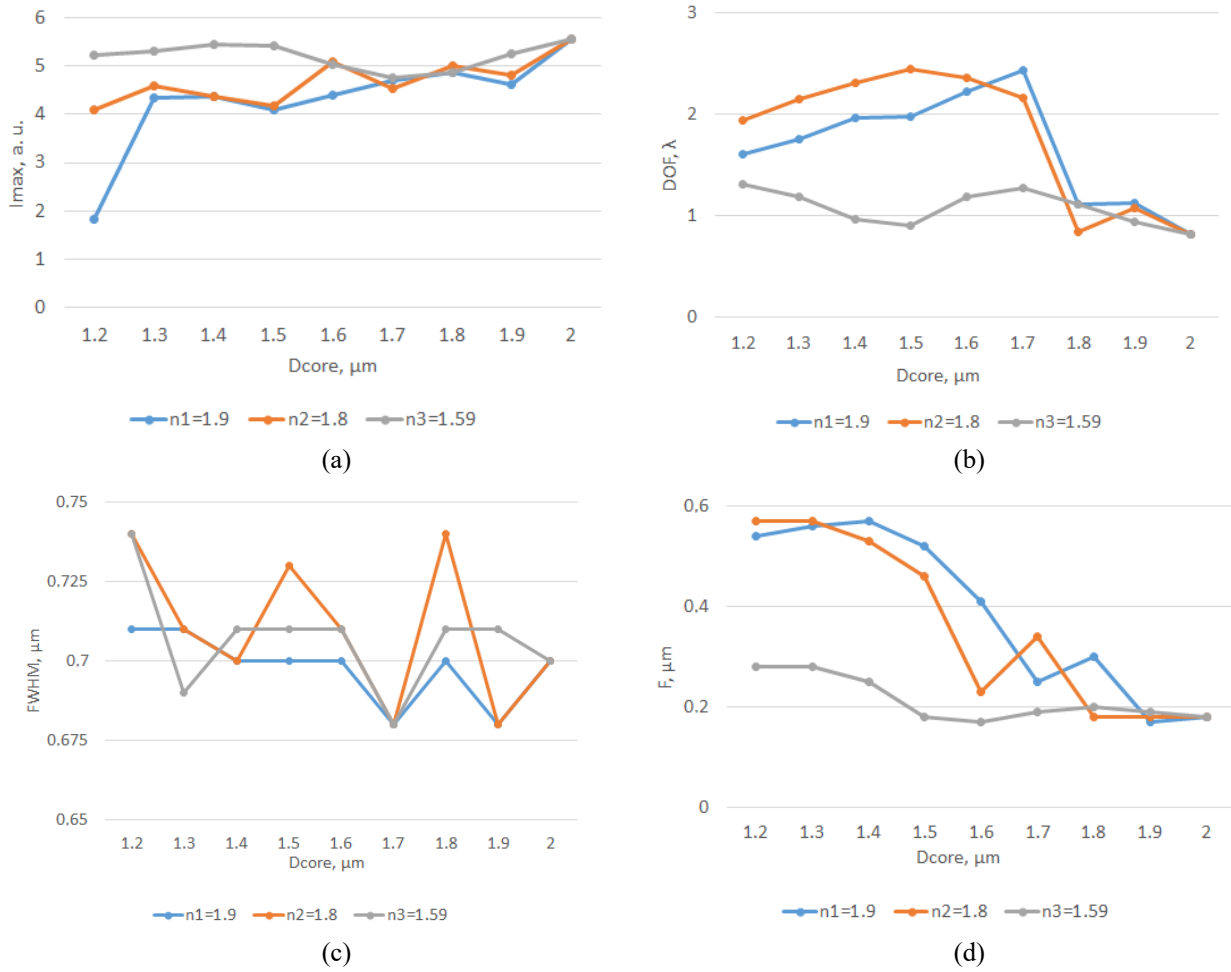 6
5
4
3
2
1
0
Imax, a. u.
1.2 1.3 1.4 1.5 1.6 1.7 1.8 1.9 2
Dcore, µm
n1=1.9 n2=1.8 n3=1.59
(a)
3
2
1
0
DOF, λ
1.2 1.3 1.4 1.5 1.6 1.7 1.8 1.9 2
Dcore, µm
n1=1.9 n2=1.8 n3=1.59
(b)
0.75
0.725
0.7
0.675
0.65
FWHM, µm
1.2 1.3 1.4 1.5 1.6 1.7 1.8 1.9 2
Dcore, µm
n1=1.9 n2=1.8 n3=1.59
(c)
0,6
0.4
0.2
0
F, µm
1.2 1.3 1.4 1.5 1.6 1.7 1.8 1.9 2
Dcore, µm
n1=1.9 n2=1.8 n3=1.59
(d)